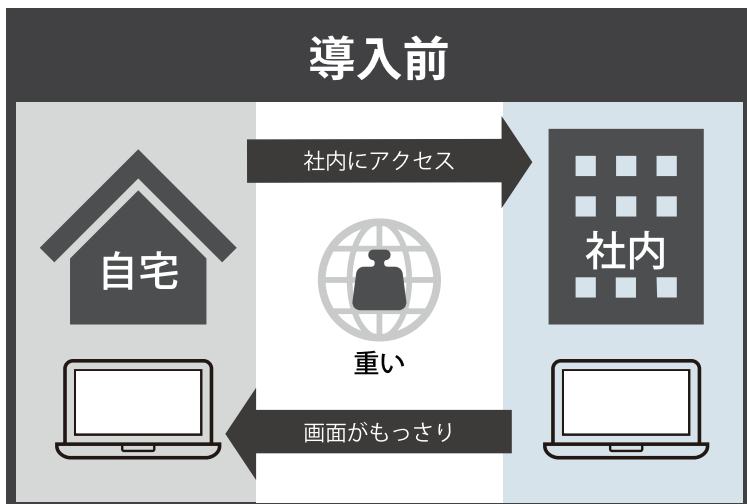 導入前
社内にアクセス
自宅
社内
重い
画面がもっさり